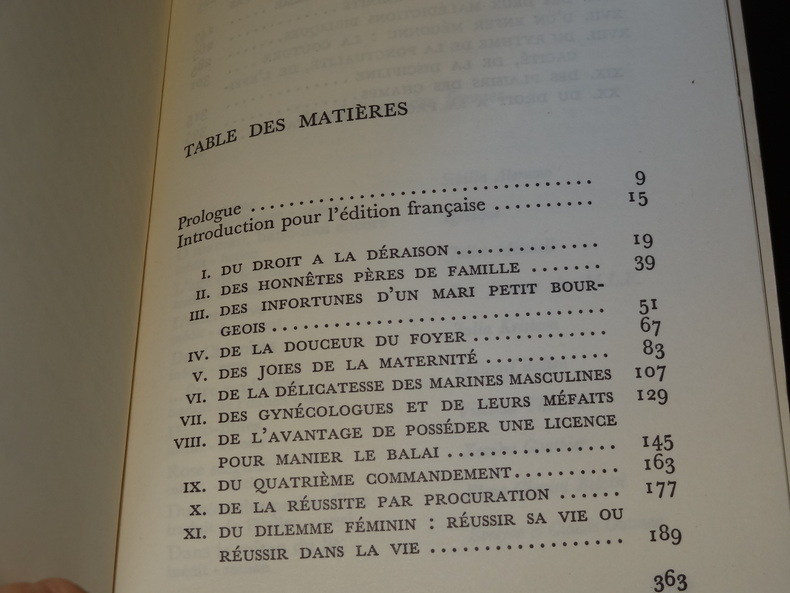 TABLE DES MATIÈRES
Prologue ........................................ 9
Introduction pour l'édition française .......... 15
I. DU DROIT A LA DÉRAISON ............... 19
II. DES HONNÊTES PÈRES DE FAMILLE ....... 39
III. DES INFORTUNES D'UN MARI PETIT BOUR-
GEOIS ................................... 51
IV. DE LA DOUCEUR DU FOYER ............. 67
V. DES JOIES DE LA MATERNITÉ ............ 83
VI. DE LA DÉLICATESSE DES MARINES MASCULINES 107
VII. DES GYNÉCOLOGUES ET DE LEURS MÉFAITS 129
VIII. DE L'AVANTAGE DE POSSÉDER UNE LICENCE
POUR MANIER LE BALAI ................ 145
IX. DU QUATRIÈME COMMANDEMENT.......... 163
X. DE LA RÉUSSITE PAR PROCURATION ...... 177
XI. DU DILEMME FÉMININ : RÉUSSIR SA VIE OU
RÉUSSIR DANS LA VIE .................. 189
363